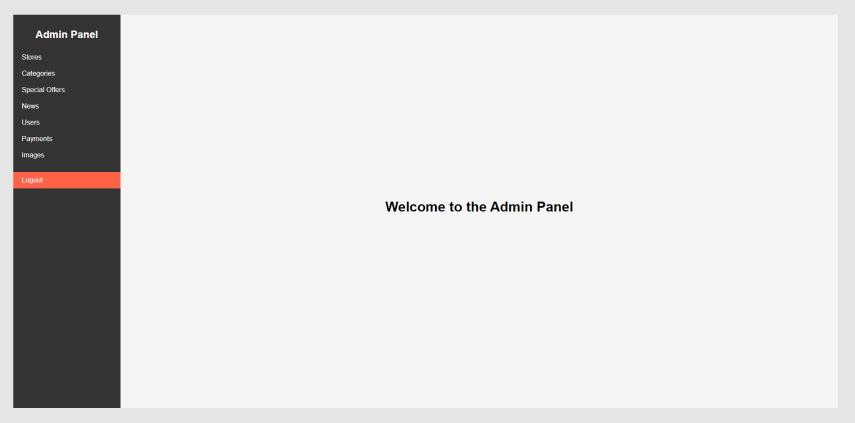 Admin Panel
Stores
Categories
Special Offers
News
Users
Payments
Images
Logout
Welcome to the Admin Panel